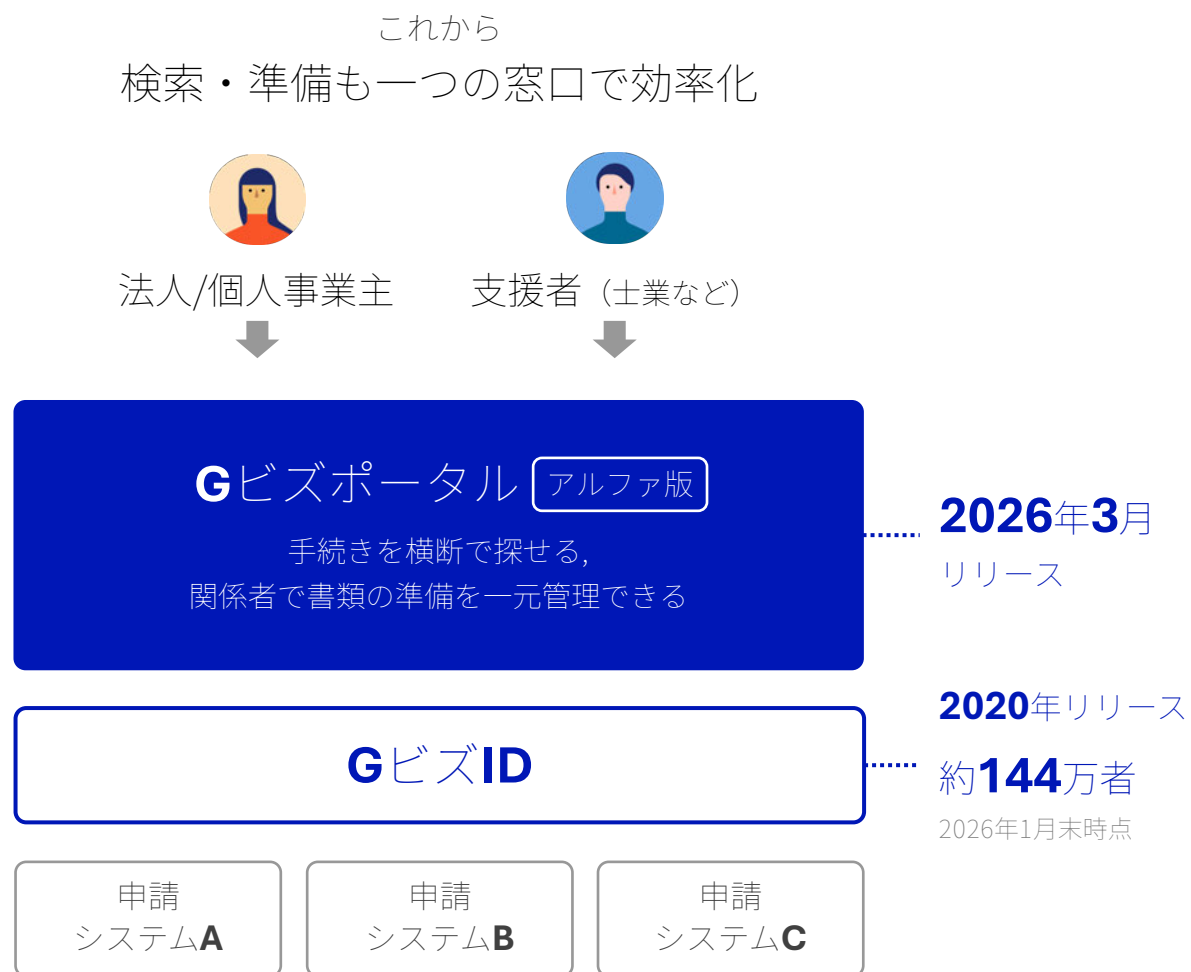 これから
検索・準備も一つの窓口で効率化
法人/個人事業主
支援者（士業など）
Gビズポータル アルファ版
手続きを横断で探せる,
関係者で書類の準備を一元管理できる
2026年3月
リリース
GビズID
2020年リリース
約144万者
2026年1月末時点
申請
システムA
申請
システムB
申請
システムC